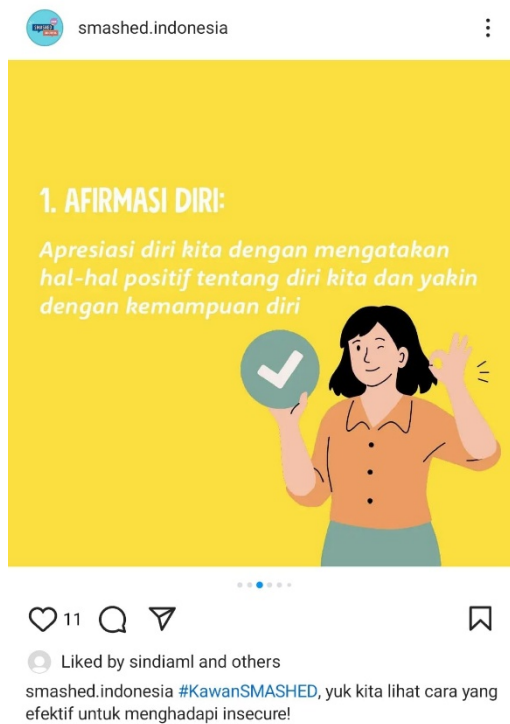 smashed.indonesia
1. AFIRMASI DIRI:
Apresiasi diri kita dengan mengatakan
hal-hal positif tentang diri kita dan yakin
dengan kemampuan diri
11
Liked by sindiaml and others
smashed.indonesia #KawanSMASHED, yuk kita lihat cara yang
efektif untuk menghadapi insecure!